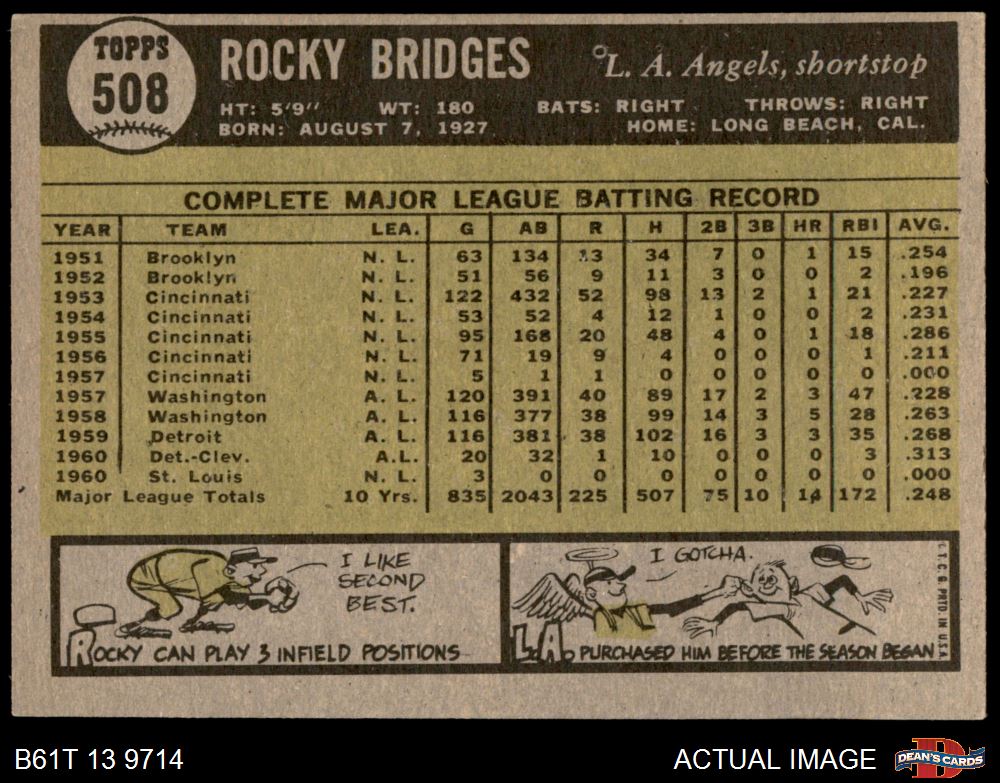 TOPPS
508
ROCKY BRIDGES
L. A. Angels, shortstop
HT: 5'9" WT: 180 BATS: RIGHT THROWS: RIGHT
BORN: AUGUST 7, 1927 HOME: LONG BEACH, CAL.
COMPLETE MAJOR LEAGUE BATTING RECORD
YEAR TEAM LEA. G AB R H 2B 3B HR RBI AVG.
1951 Brooklyn N. L. 63 134 13 34 7 0 1 15 .254
1952 Brooklyn N. L. 51 56 9 11 3 0 0 2 .196
1953 Cincinnati N. L. 122 432 52 98 13 2 1 21 .227
1954 Cincinnati N. L. 53 52 4 12 1 0 0 2 .231
1955 Cincinnati N. L. 95 168 20 48 4 0 1 18 .286
1956 Cincinnati N. L. 71 19 9 4 0 0 0 1 .211
1957 Cincinnati N. L. 5 1 1 0 0 0 0 0 .000
1957 Washington A. L. 120 391 40 89 17 2 3 47 .228
1958 Washington A. L. 116 377 38 99 14 3 5 28 .263
1959 Detroit A. L. 116 381 38 102 16 3 3 35 .268
1960 Det.-Clev. A.L. 20 32 1 10 0 0 0 3 .313
1960 St. Louis N. L. 3 0 0 0 0 0 0 0 .000
Major League Totals 10 Yrs. 835 2043 225 507 75 10 14 172 .248
I LIKE
SECOND
BEST.
ROCKY CAN PLAY 3 INFIELD POSITIONS
I GOTCHA.
L.A. PURCHASED HIM BEFORE THE SEASON BEGAN
©T.C.G. PRTD IN U.S.A.
B61T 13 9714
ACTUAL IMAGE
DEAN'S CARDS